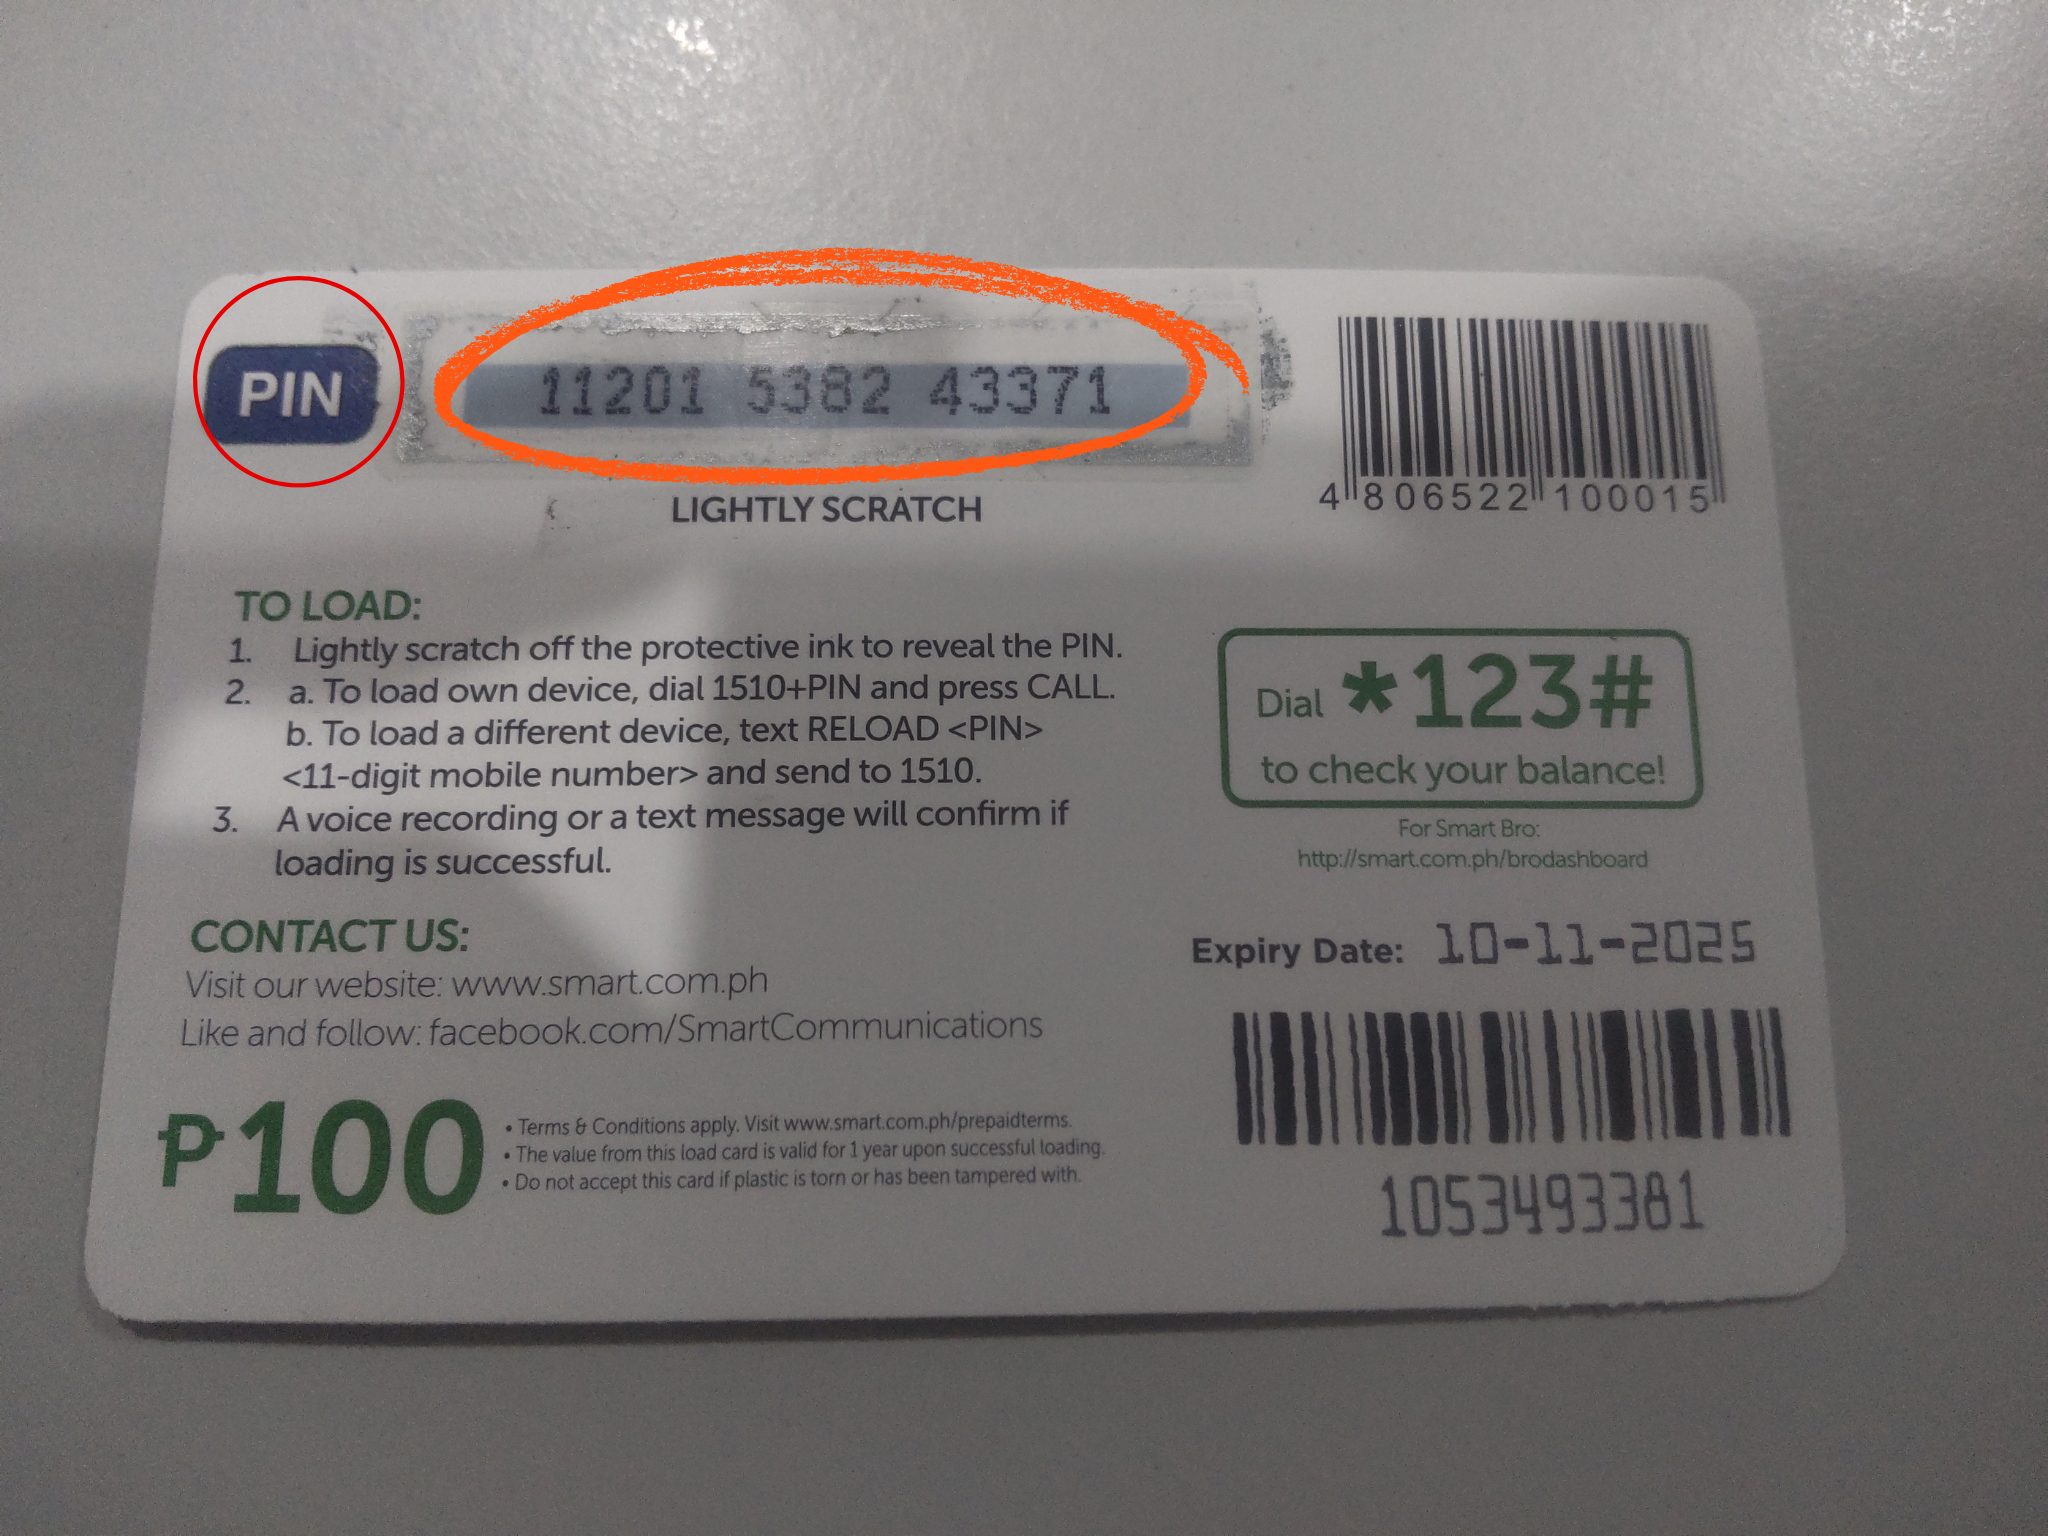 PIN
11201 5382 43371
LIGHTLY SCRATCH
4 806522 100015
TO LOAD:
1. Lightly scratch off the protective ink to reveal the PIN.
2. a. To load own device, dial 1510+PIN and press CALL.
b. To load a different device, text RELOAD <PIN>
<11-digit mobile number> and send to 1510.
3. A voice recording or a text message will confirm if
loading is successful.
Dial *123#
to check your balance!
For Smart Bro:
http://smart.com.ph/brodashboard
CONTACT US:
Visit our website: www.smart.com.ph
Like and follow: facebook.com/SmartCommunications
Expiry Date: 10-11-2025
₱100
• Terms & Conditions apply. Visit www.smart.com.ph/prepaidterms.
• The value from this load card is valid for 1 year upon successful loading.
• Do not accept this card if plastic is torn or has been tampered with.
1053493381